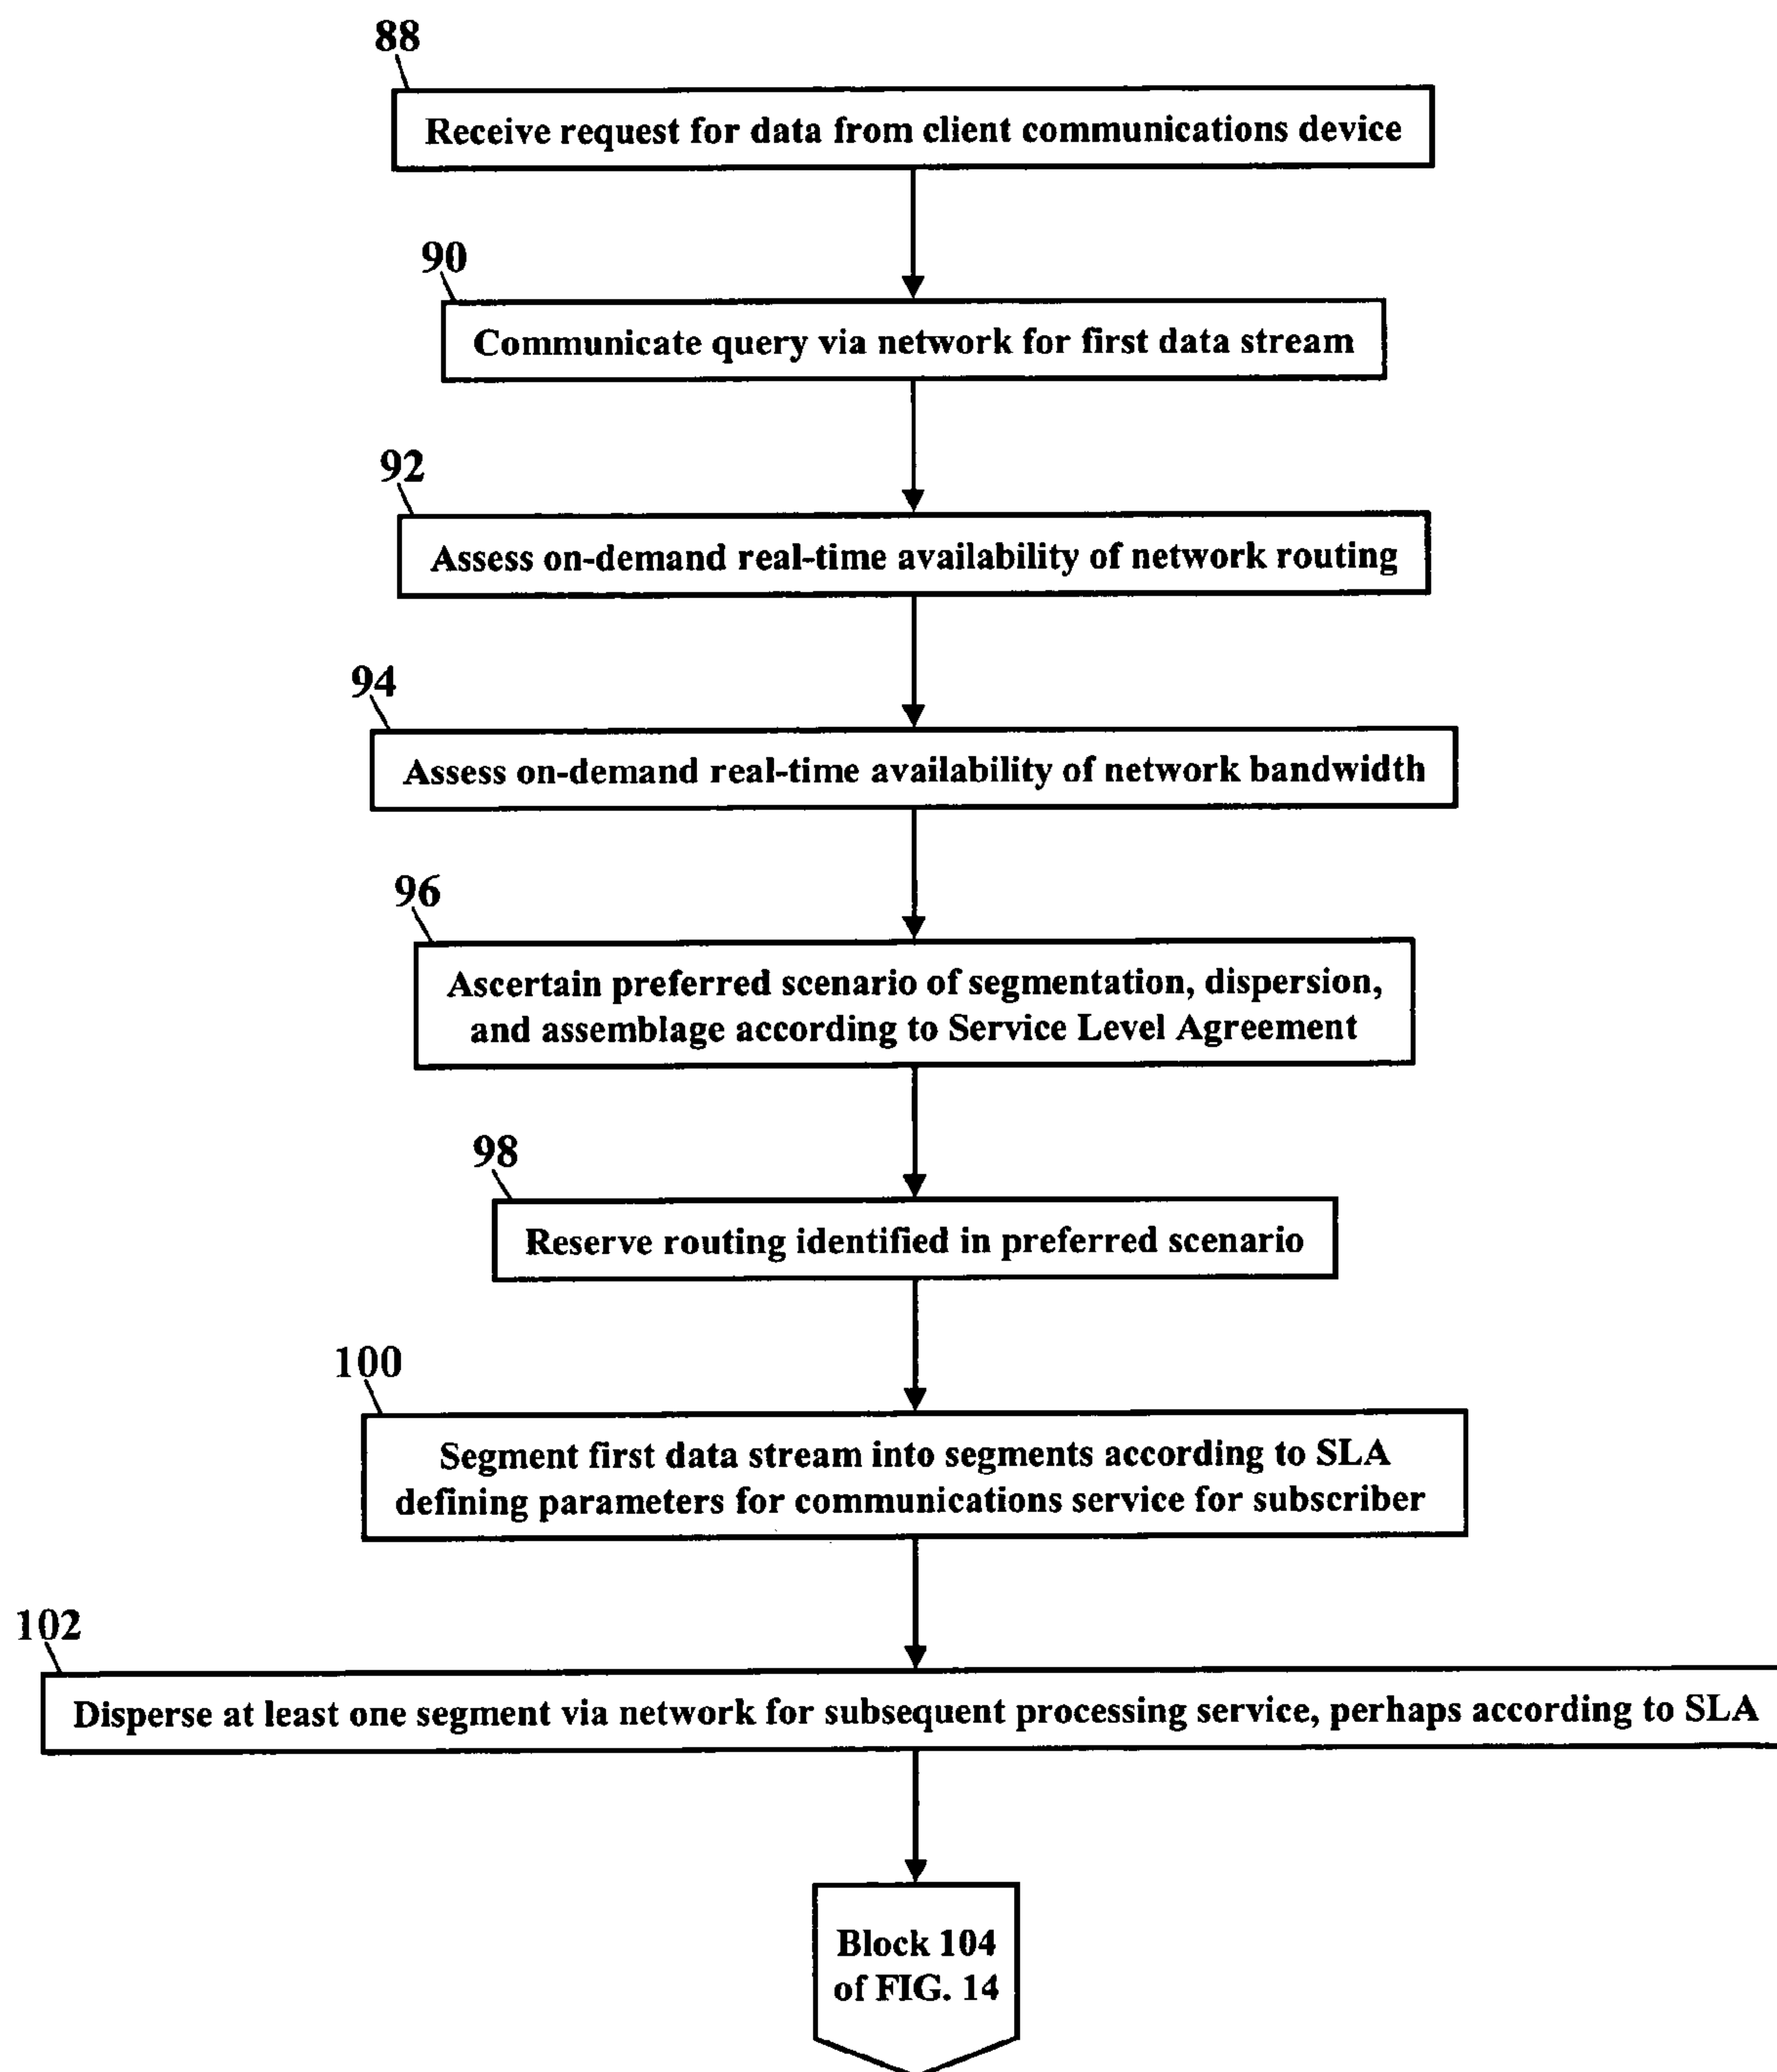 88
Receive request for data from client communications device
90
Communicate query via network for first data stream
92
Assess on-demand real-time availability of network routing
94
Assess on-demand real-time availability of network bandwidth
96
Ascertain preferred scenario of segmentation, dispersion,
and assemblage according to Service Level Agreement
98
Reserve routing identified in preferred scenario
100
Segment first data stream into segments according to SLA
defining parameters for communications service for subscriber
102
Disperse at least one segment via network for subsequent processing service, perhaps according to SLA
Block 104
of FIG. 14